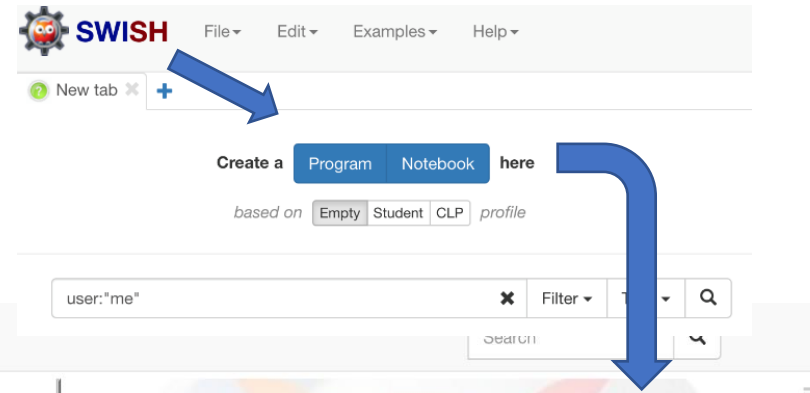 SWISH File Edit Examples Help
New tab
Create a Program Notebook here
based on Empty Student CLP profile
user:"me" Filter
Search